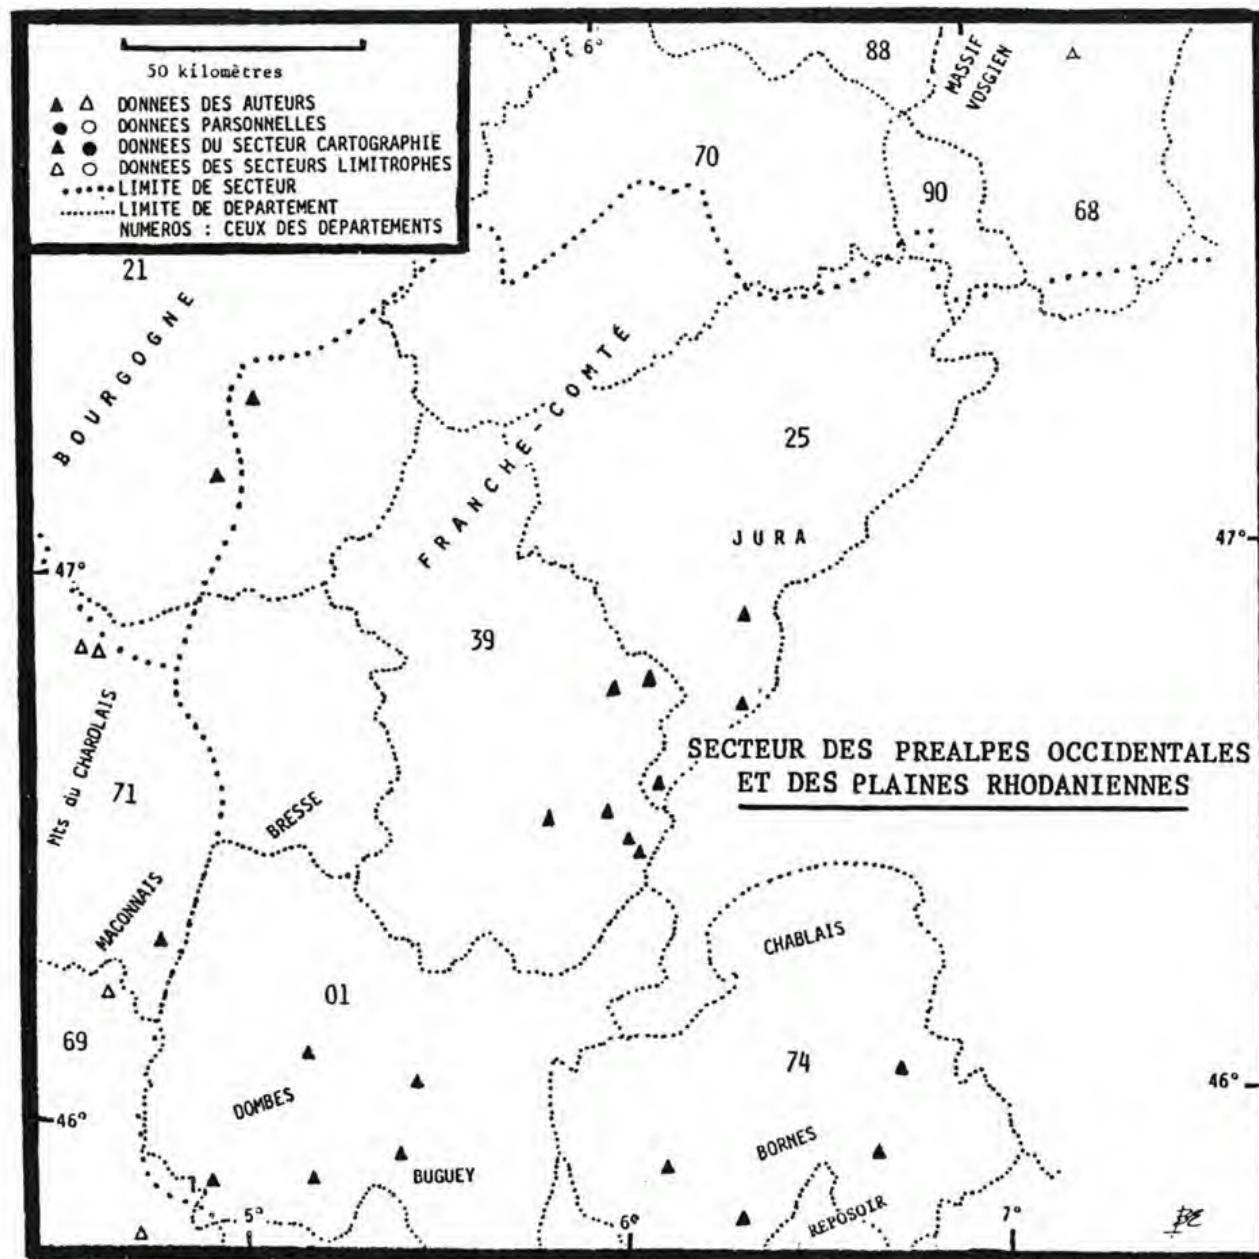 50 kilomètres
DONNEES DES AUTEURS
DONNEES PARSONNELLES
DONNEES DU SECTEUR CARTOGRAPHIE
DONNEES DES SECTEURS LIMITROPHES
LIMITE DE SECTEUR
LIMITE DE DEPARTEMENT
NUMEROS : CEUX DES DEPARTEMENTS
6°
88
MASSIF
VOSGIEN
70
90
68
21
BOURGOGNE
FRANCHE-COMTÉ
25
JURA
47°
47°
39
SECTEUR DES PREALPES OCCIDENTALES
ET DES PLAINES RHODANIENNES
Mts du CHAROLAIS
71
BRESSE
MACONNAIS
CHABLAIS
01
69
74
DOMBES
46°
46°
BORNES
BUGUEY
REPOSOIR
5°
6°
7°